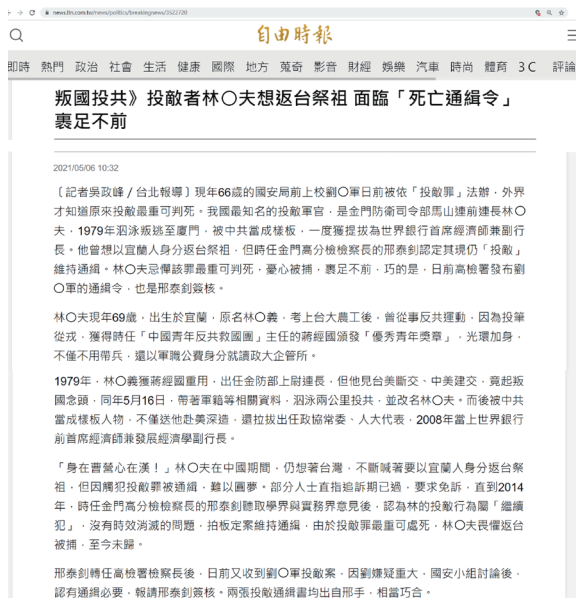 news.ltn.com.tw/news/politics/breakingnews/3522720
自由時報
即時 熱門 政治 社會 生活 健康 國際 地方 蒐奇 影音 財經 娛樂 汽車 時尚 體育 3C 評論
叛國投共》投敵者林〇夫想返台祭祖 面臨「死亡通緝令」
裹足不前
2021/05/06 10:32
〔記者吳政峰/台北報導〕現年66歲的國安局前上校劉〇軍日前被依「投敵罪」法辦，外界
才知道原來投敵最重可判死。我國最知名的投敵軍官，是金門防衛司令部馬山連前連長林〇
夫，1979年泅泳叛逃至廈門，被中共當成樣板，一度獲提拔為世界銀行首席經濟師兼副行
長。他曾想以宜蘭人身分返台祭祖，但時任金門高分檢檢察長的邢泰釗認定其現仍「投敵」
維持通緝。林〇夫忌憚該罪最重可判死，憂心被捕，裹足不前，巧的是，日前高檢署發布劉
〇軍的通緝令，也是邢泰釗簽核。
林〇夫現年69歲，出生於宜蘭，原名林〇義，考上台大農工後，曾從事反共運動，因為投筆
從戎，獲得時任「中國青年反共救國團」主任的蔣經國頒發「優秀青年奬章」，光環加身，
不僅不用帶兵，還以軍職公費身分就讀政大企管所。
1979年，林〇義獲蔣經國重用，出任金防部上尉連長，但他見台美斷交、中美建交，竟起叛
國念頭，同年5月16日，帶著軍籍等相關資料，泅泳兩公里投共，並改名林〇夫。而後被中共
當成樣板人物，不僅送他赴美深造，還拉拔出任政協常委、人大代表，2008年當上世界銀行
前首席經濟師兼發展經濟學副行長。
「身在曹營心在漢！」林〇夫在中國期間，仍想著台灣，不斷喊著要以宜蘭人身分返台祭
祖，但因觸犯投敵罪被通緝，難以圓夢。部分人士直指追訴期已過，要求免訴，直到2014
年，時任金門高分檢檢察長的邢泰釗聽取學界與實務界意見後，認為林的投敵行為屬「繼續
犯」，沒有時效消滅的問題，拍板定案維持通緝，由於投敵罪最重可處死，林〇夫畏懼返台
被捕，至今未歸。
邢泰釗轉任高檢署檢察長後，日前又收到劉〇軍投敵案，因劉嫌疑重大，國安小組討論後，
認有通緝必要，報請邢泰釗簽核。兩張投敵通緝書均出自邢手，相當巧合。